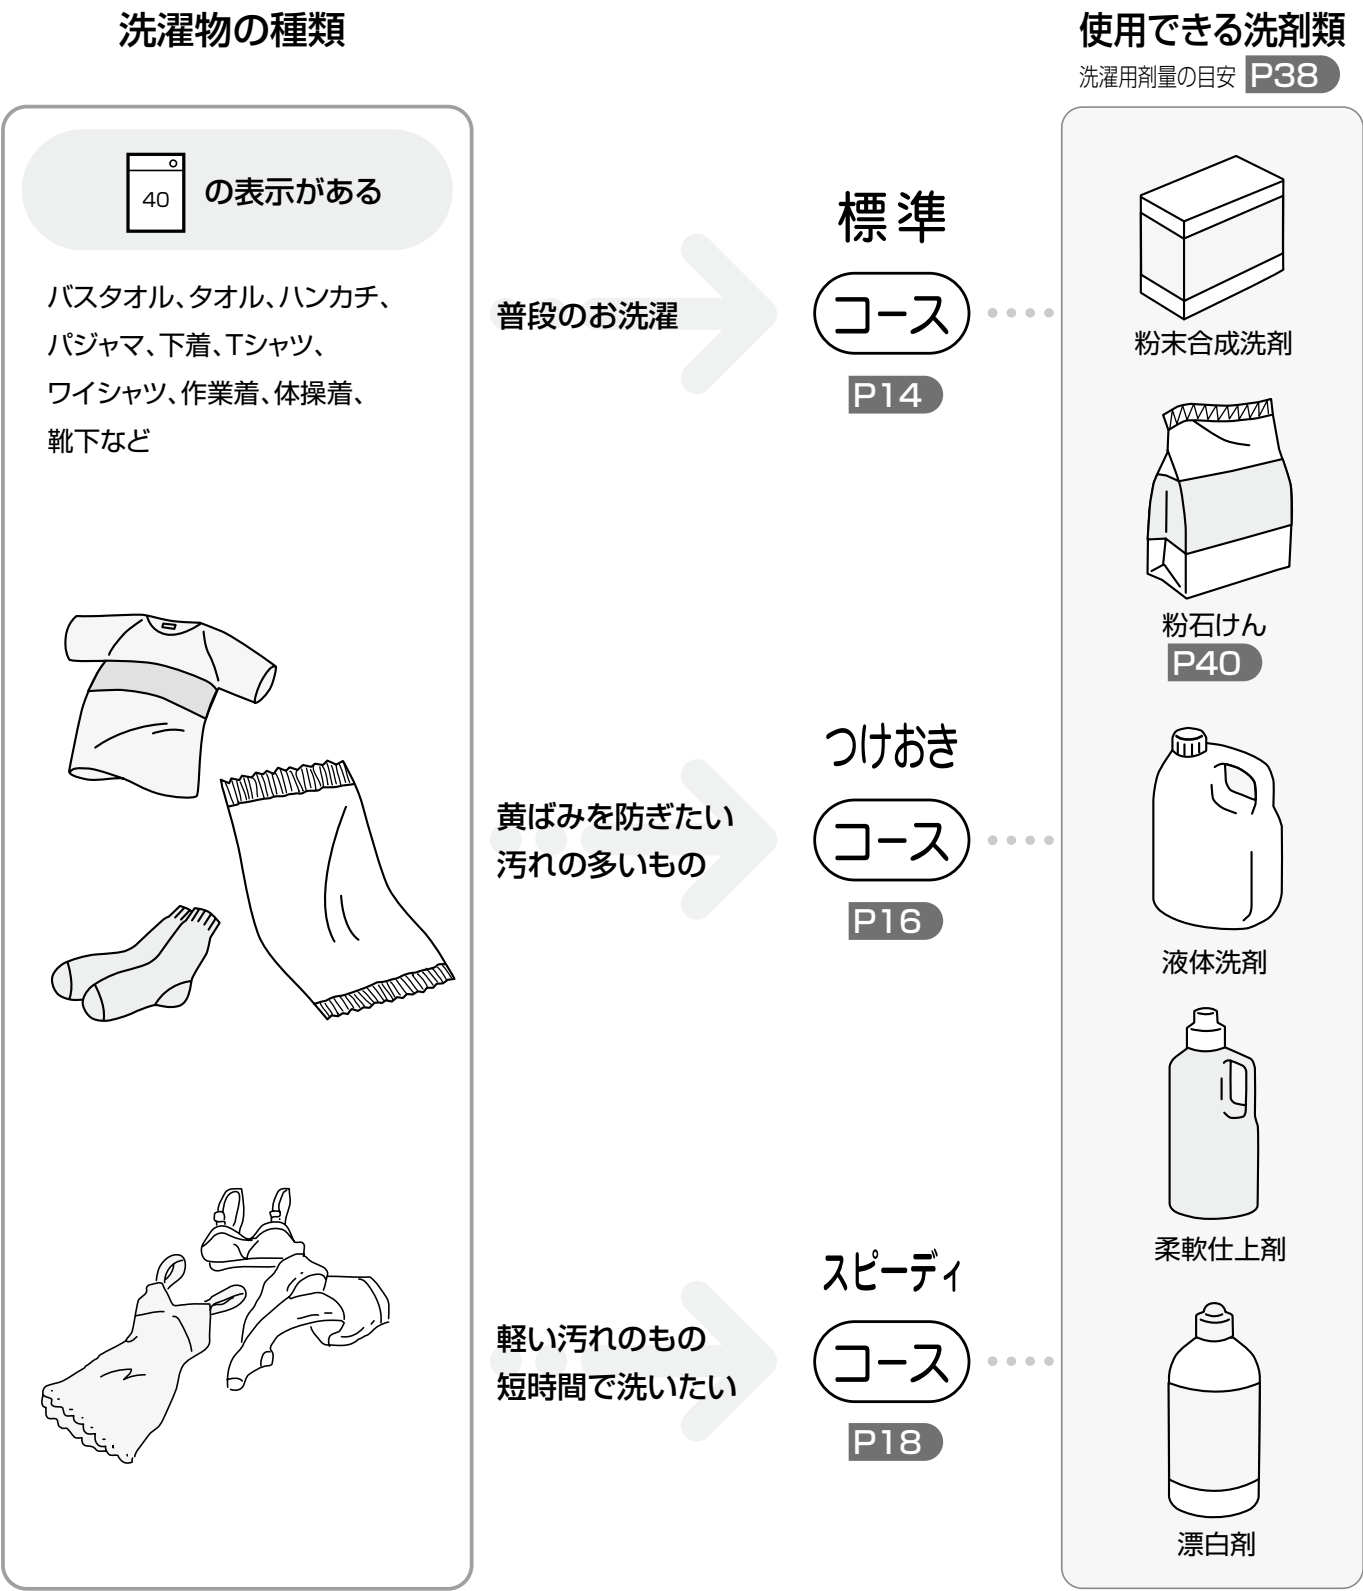 洗濯物の種類
使用できる洗剤類
洗濯用剤量の目安 P38
40 の表示がある
バスタオル、タオル、ハンカチ、
パジャマ、下着、Tシャツ、
ワイシャツ、作業着、体操着、
靴下など
普段のお洗濯
標準
コース
P14
黄ばみを防ぎたい
汚れの多いもの
つけおき
コース
P16
軽い汚れのもの
短時間で洗いたい
スピーディ
コース
P18
粉末合成洗剤
粉石けん
P40
液体洗剤
柔軟仕上剤
漂白剤